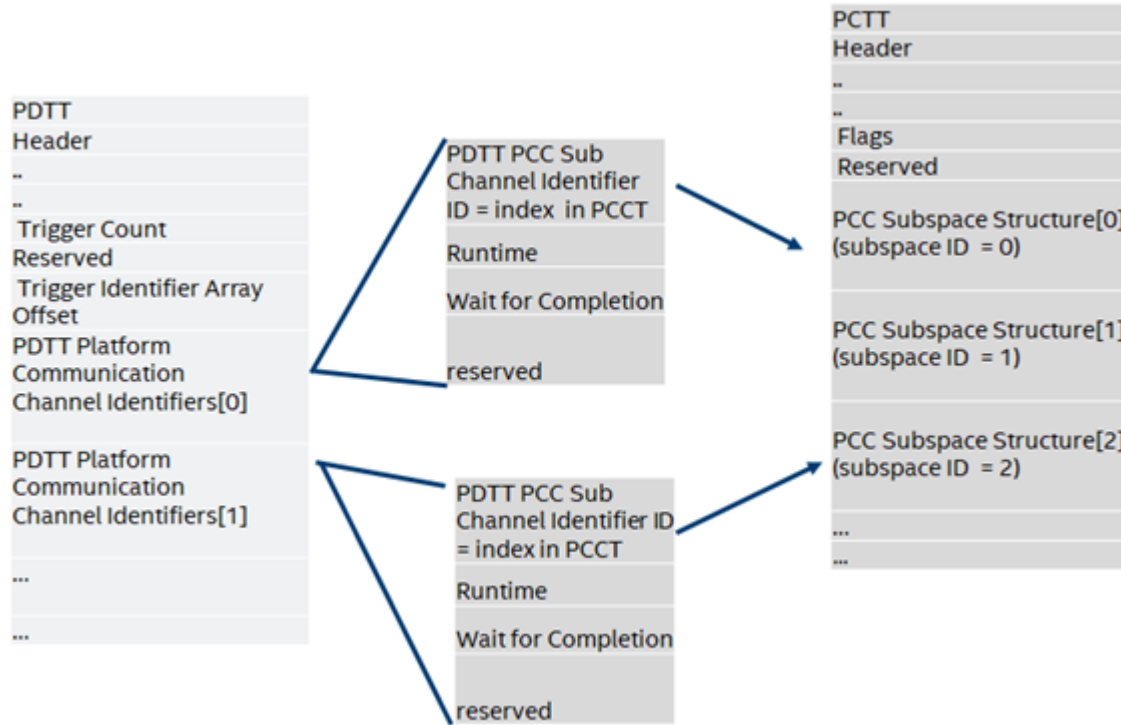 PDTT
Header
..
..
Trigger Count
Reserved
Trigger Identifier Array
Offset
PDTT Platform
Communication
Channel Identifiers[0]
PDTT Platform
Communication
Channel Identifiers[1]
...
...
PDTT PCC Sub
Channel Identifier
ID = index in PCCT
Runtime
Wait for Completion
reserved
PDTT PCC Sub
Channel Identifier ID
= index in PCCT
Runtime
Wait for Completion
reserved
PCTT
Header
..
..
Flags
Reserved
PCC Subspace Structure[0]
(subspace ID = 0)
PCC Subspace Structure[1]
(subspace ID = 1)
PCC Subspace Structure[2]
(subspace ID = 2)
...
...